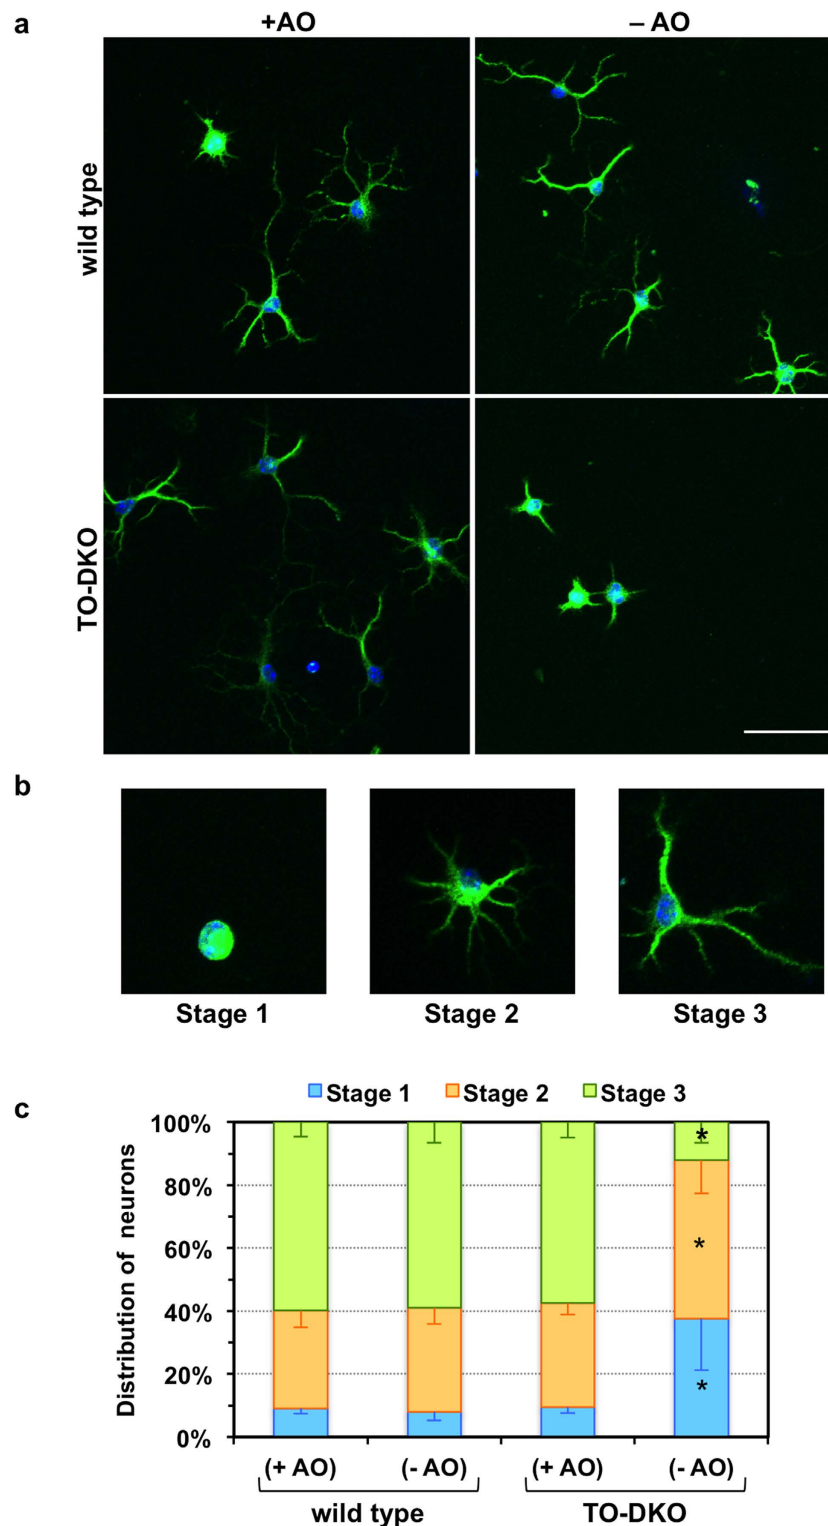 a
+AO
– AO
wild type
TO-DKO
b
Stage 1
Stage 2
Stage 3
c
Stage 1 Stage 2 Stage 3
Distribution of neurons
100%
80%
60%
40%
20%
0%
*
*
*
(+ AO) (- AO) (+ AO) (- AO)
wild type TO-DKO